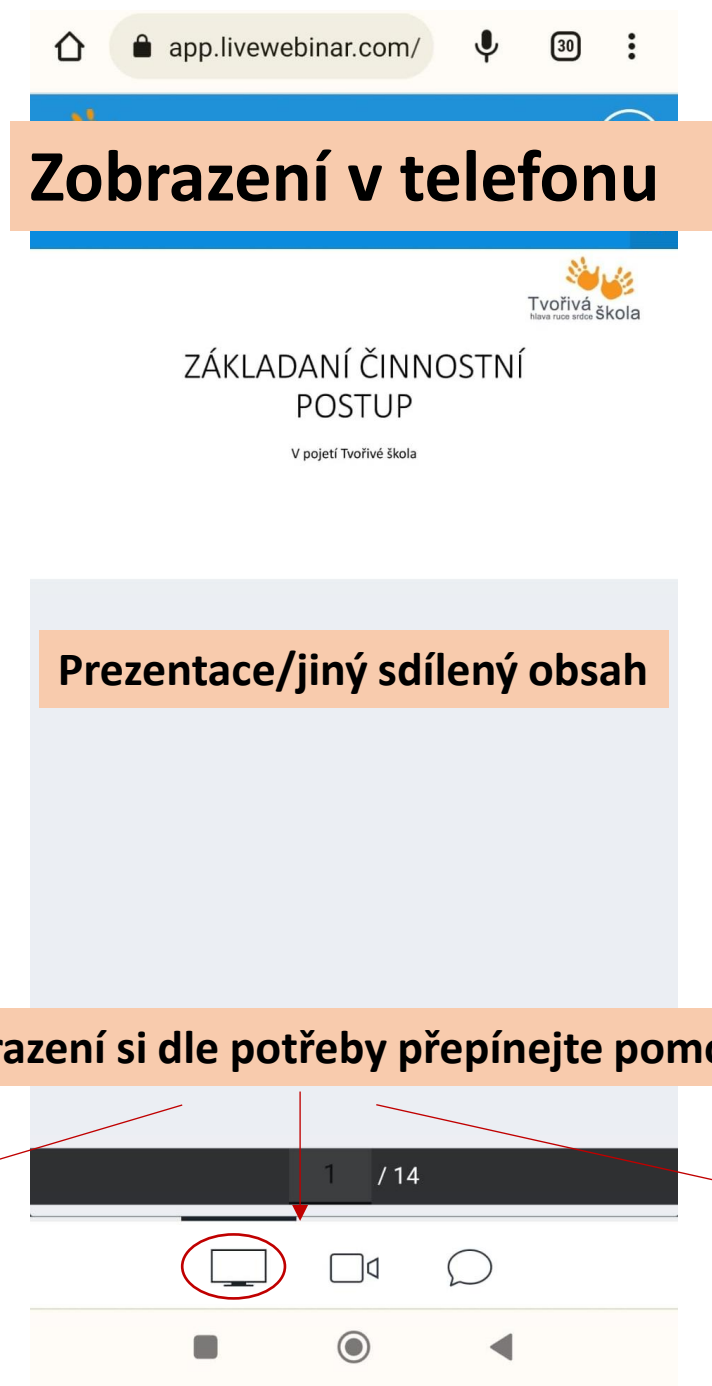 app.livewebinar.com/
30
Zobrazení v telefonu
Tvořivá
hlava ruce srdce škola
ZÁKLADANÍ ČINNOSTNÍ
POSTUP
V pojetí Tvořivé škola
Prezentace/jiný sdílený obsah
razení si dle potřeby přepínejte pomo
1 / 14